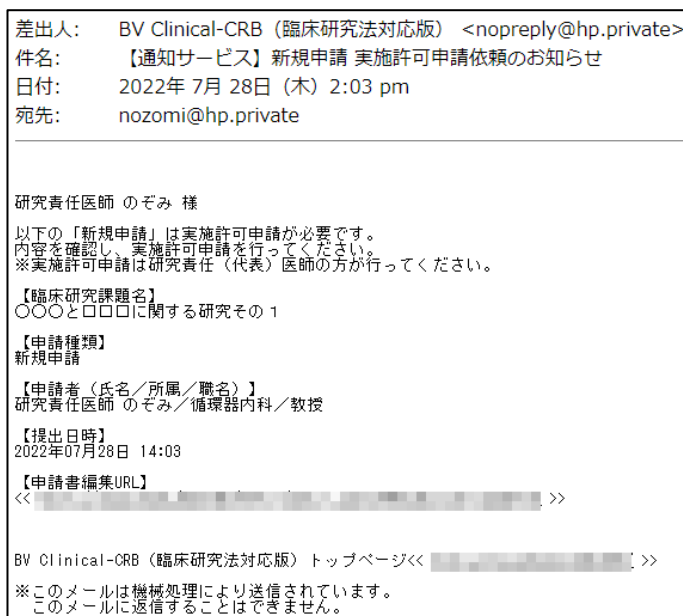 差出人: BV Clinical-CRB（臨床研究法対応版） <nopreply@hp.private>
件名: 【通知サービス】新規申請 実施許可申請依頼のお知らせ
日付: 2022年 7月 28日（木）2:03 pm
宛先: nozomi@hp.private
研究責任医師 のぞみ 様
以下の「新規申請」は実施許可申請が必要です。
内容を確認し、実施許可申請を行ってください。
※実施許可申請は研究責任（代表）医師の方が行ってください。
【臨床研究課題名】
〇〇〇と□□□に関する研究その１
【申請種類】
新規申請
【申請者（氏名／所属／職名）】
研究責任医師 のぞみ／循環器内科／教授
【提出日時】
2022年07月28日 14:03
【申請書編集URL】
<< >>
BV Clinical-CRB（臨床研究法対応版）トップページ<< >>
※このメールは機械処理により送信されています。
このメールに返信することはできません。